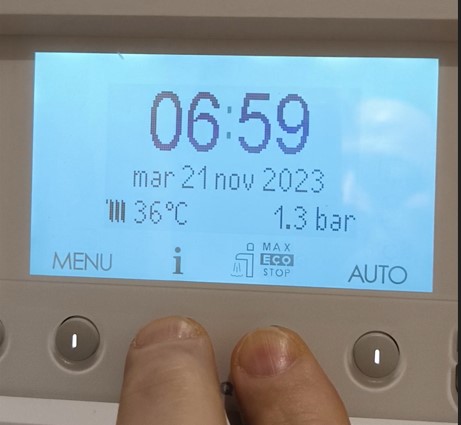 06:59
mar 21 nov 2023
36°C 1.3 bar
MENU i MAX ECO STOP AUTO